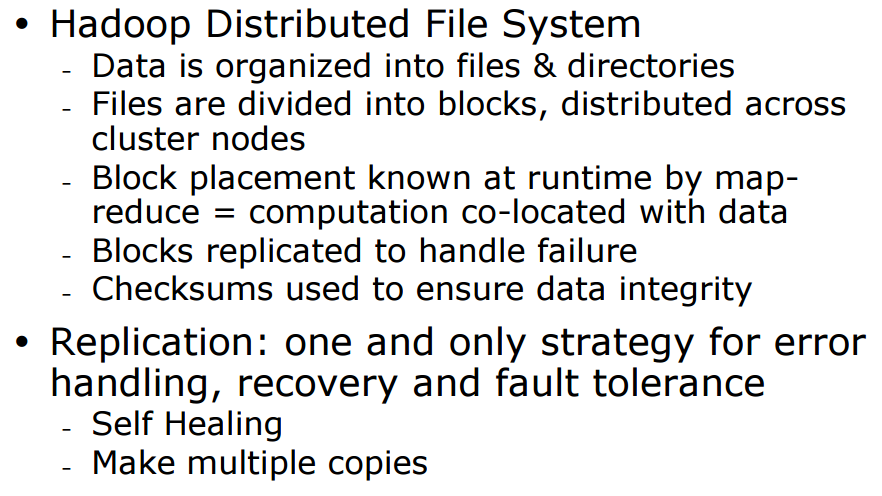 • Hadoop Distributed File System
- Data is organized into files & directories
- Files are divided into blocks, distributed across
cluster nodes
- Block placement known at runtime by map-
reduce = computation co-located with data
- Blocks replicated to handle failure
- Checksums used to ensure data integrity
• Replication: one and only strategy for error
handling, recovery and fault tolerance
- Self Healing
- Make multiple copies